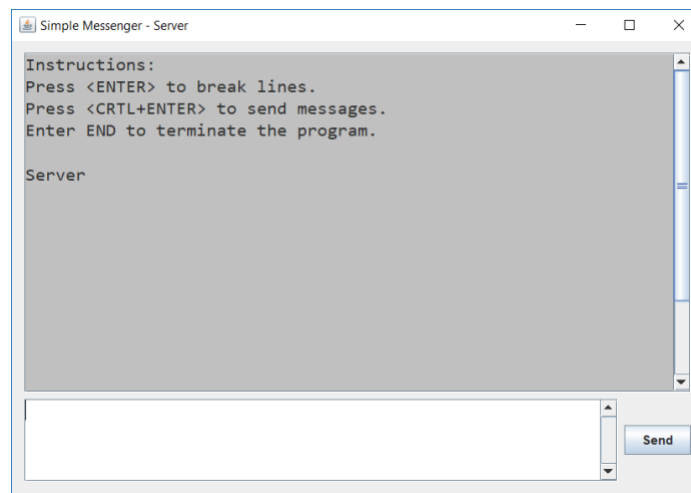 Simple Messenger - Server
Instructions:
Press <ENTER> to break lines.
Press <CRTL+ENTER> to send messages.
Enter END to terminate the program.
Server
Send